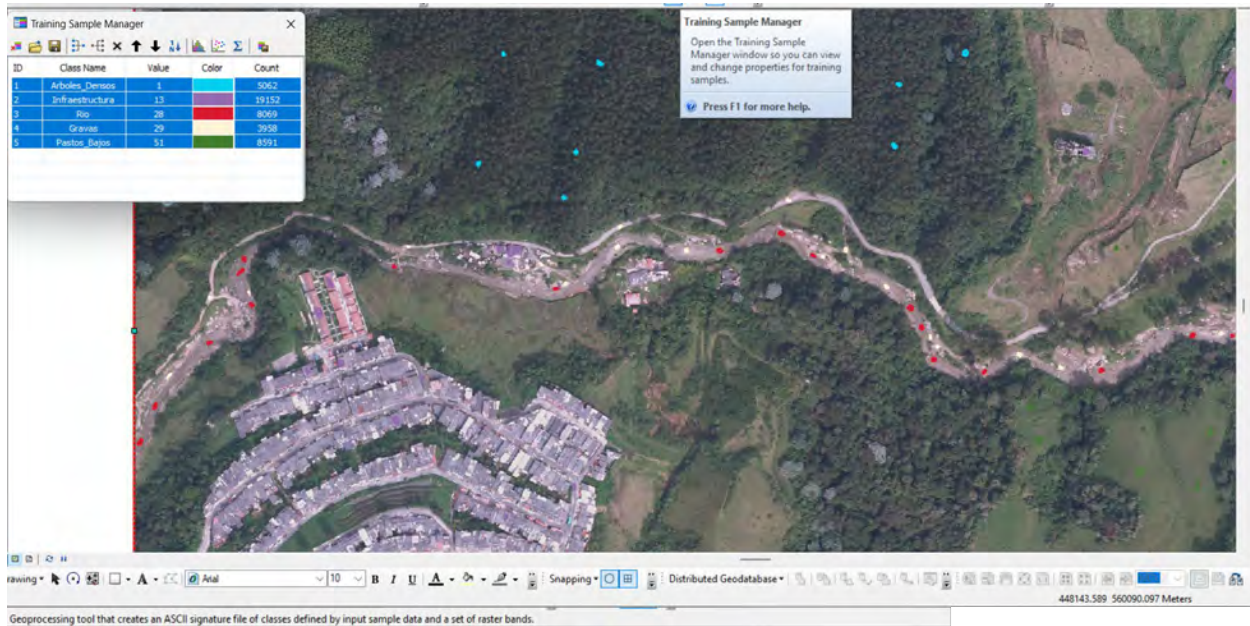 Training Sample Manager
ID Class Name Value Color Count
1 Arboles_Densos 1 5062
2 Infraestructura 13 19152
3 Rio 28 8069
4 Gravas 29 3958
5 Pastos_Bajos 51 8591
Training Sample Manager
Open the Training Sample
Manager window so you can view
and change properties for training
samples.
Press F1 for more help.
rawing A Arial 10 B I U A Snapping Distributed Geodatabase
448143.589 560090.097 Meters
Geoprocessing tool that creates an ASCII signature file of classes defined by input sample data and a set of raster bands.